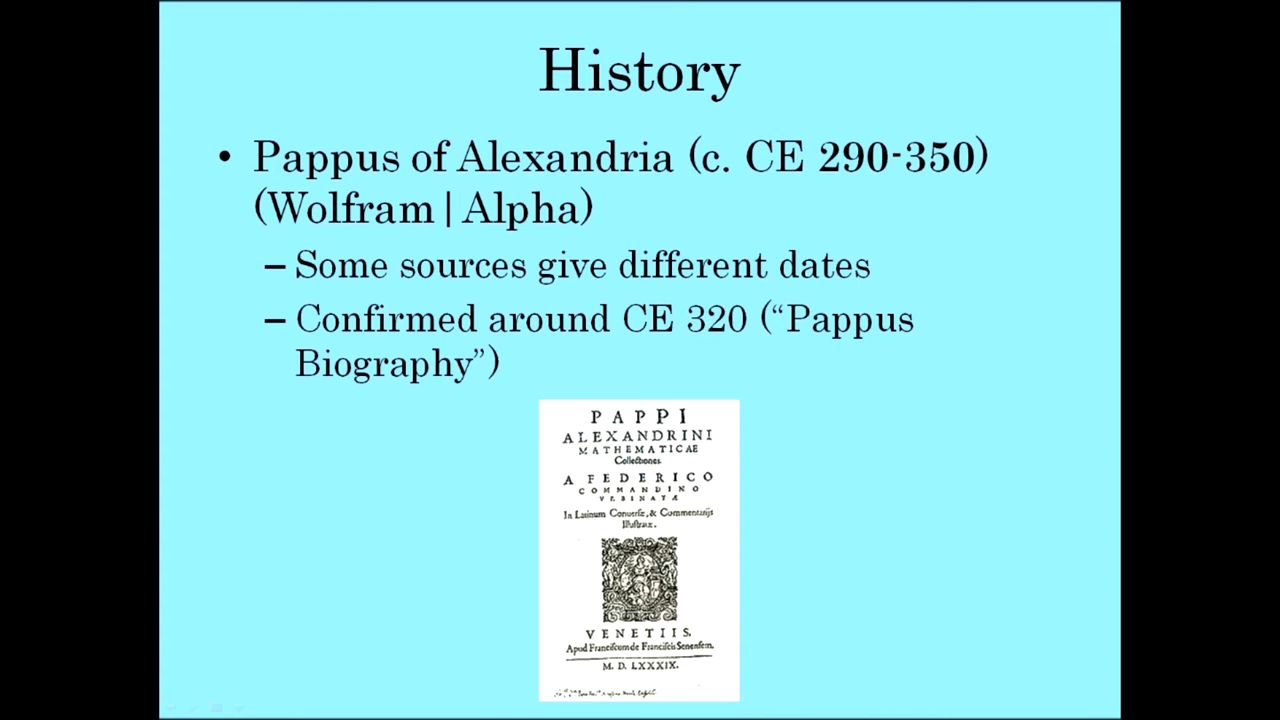 History
• Pappus of Alexandria (c. CE 290-350)
(Wolfram|Alpha)
– Some sources give different dates
– Confirmed around CE 320 (“Pappus
Biography”)
PAPPI
ALEXANDRINI
MATHEMATICAE
Collectiones.
A FEDERICO
COMMANDINO
VRBINATE
In Latinum Conuersæ, & Commentarijs
Illustratæ.
VENETIIS.
Apud Franciscum de Franciscis Senensem.
M. D. LXXXIX.